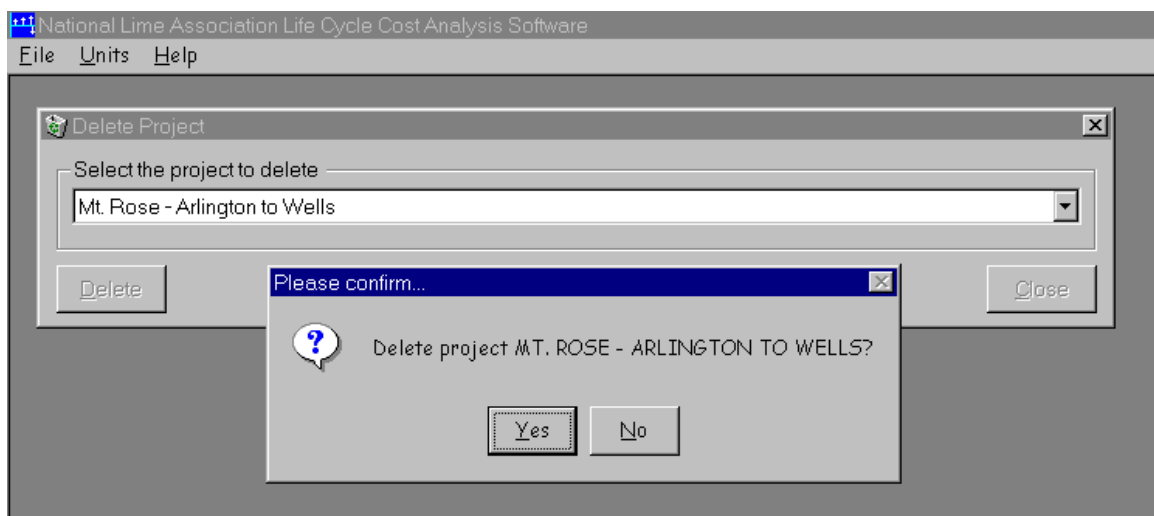 National Lime Association Life Cycle Cost Analysis Software
File Units Help
Delete Project
Select the project to delete
Mt. Rose - Arlington to Wells
Delete
Close
Please confirm...
?
Delete project MT. ROSE - ARLINGTON TO WELLS?
Yes No